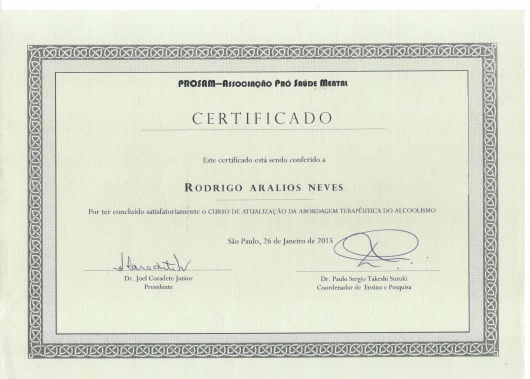 PROSAM—Associação Pró Saúde Mental
CERTIFICADO
Este certificado está sendo conferido a
RODRIGO ARALIOS NEVES
Por ter concluído satisfatoriamente o CURSO DE ATUALIZAÇÃO DA ABORDAGEM TERAPÊUTICA DO ALCOOLISMO
São Paulo, 26 de Janeiro de 2015
Dr. Joel Coradete Junior
Presidente
Dr. Paulo Sergio Takeshi Suzuki
Coordenador de Ensino e Pesquisa